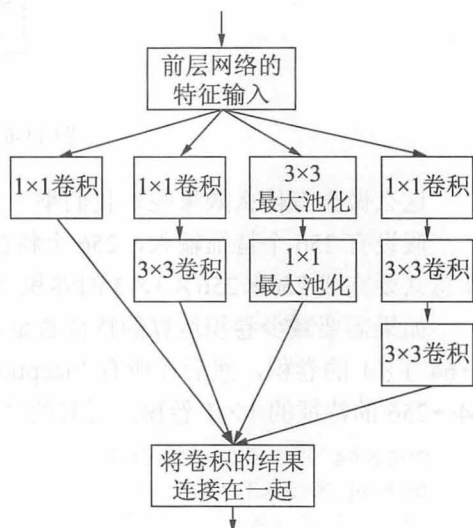 前层网络的
特征输入
1×1卷积
1×1卷积
3×3
最大池化
1×1卷积
3×3卷积
1×1
最大池化
3×3卷积
3×3卷积
将卷积的结果
连接在一起